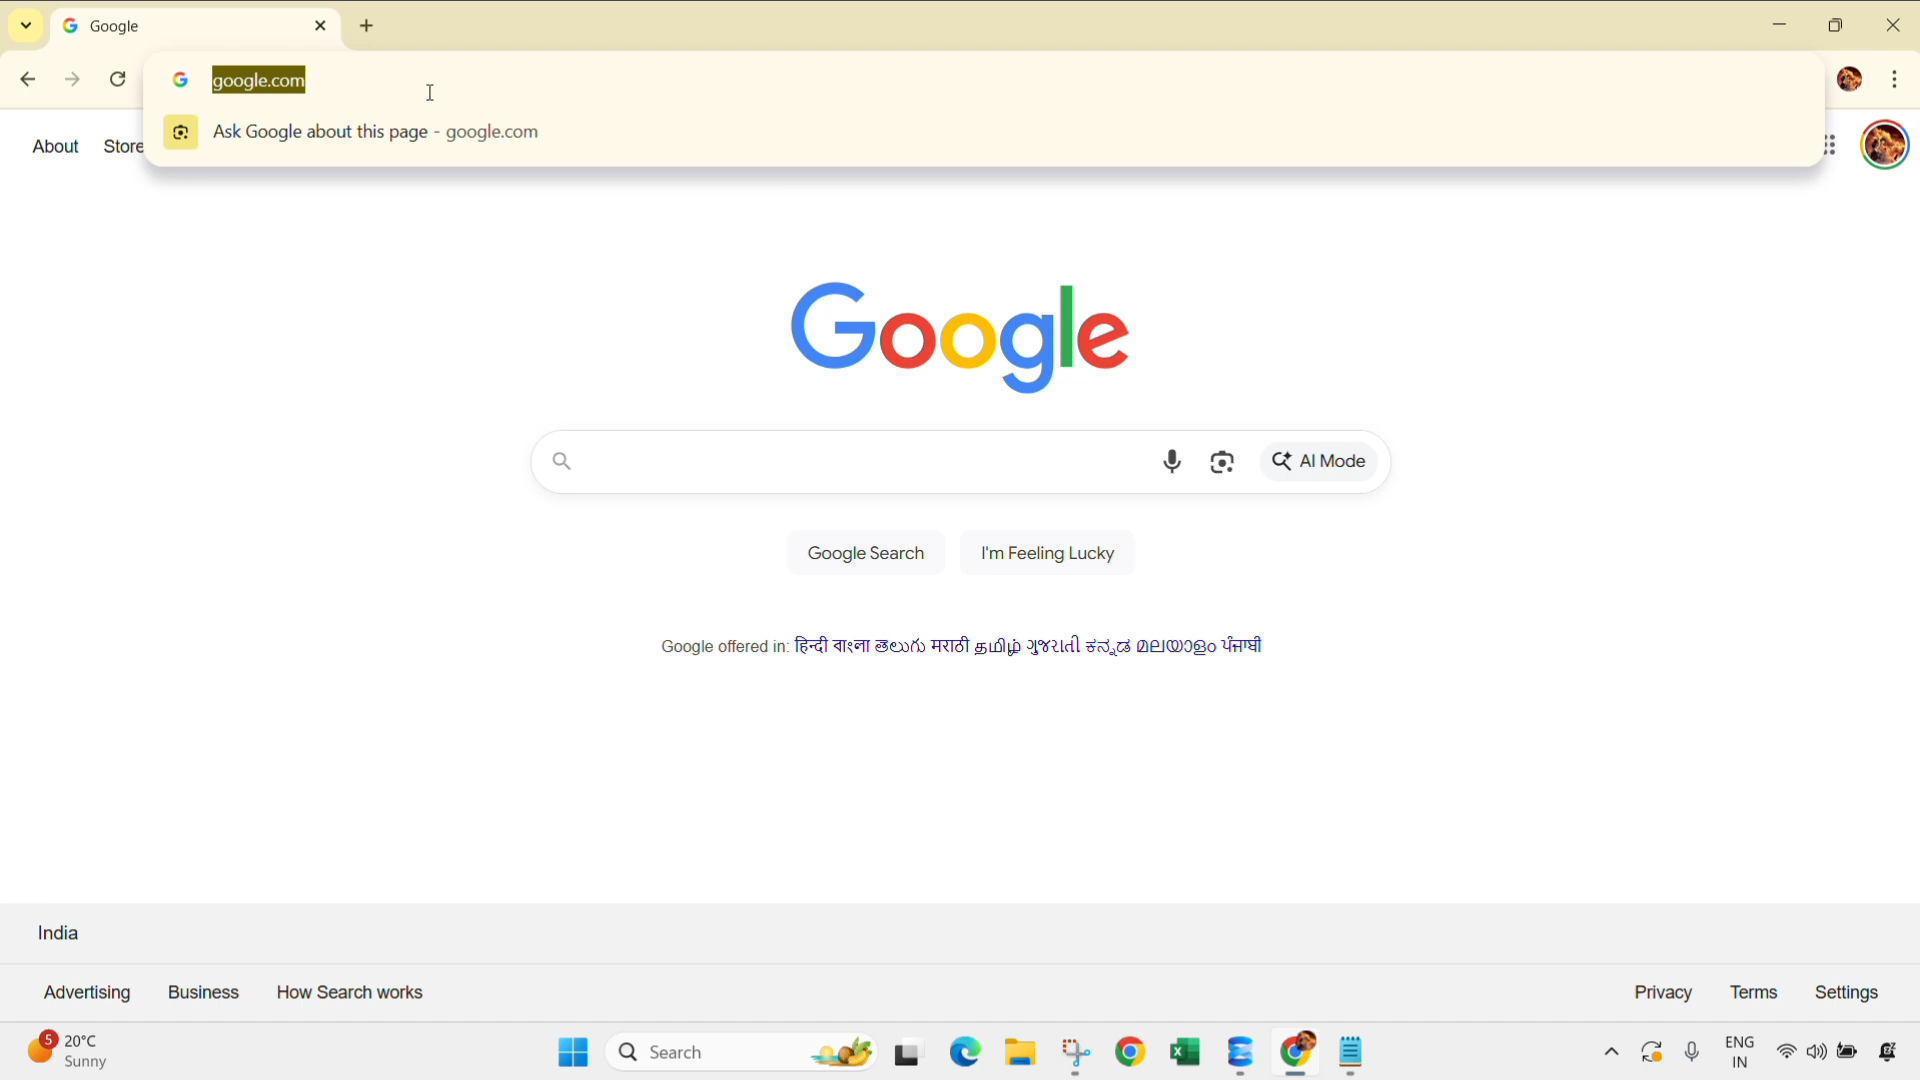 Google
google.com
Ask Google about this page - google.com
About Store
Google
AI Mode
Google Search I'm Feeling Lucky
Google offered in: हिन्दी বাংলা తెలుగు मराठी தமிழ் ગુજરાતી ಕನ್ನಡ മലയാളം ਪੰਜਾਬੀ
India
Advertising Business How Search works Privacy Terms Settings
5 20°C
Sunny
Search
ENG
IN